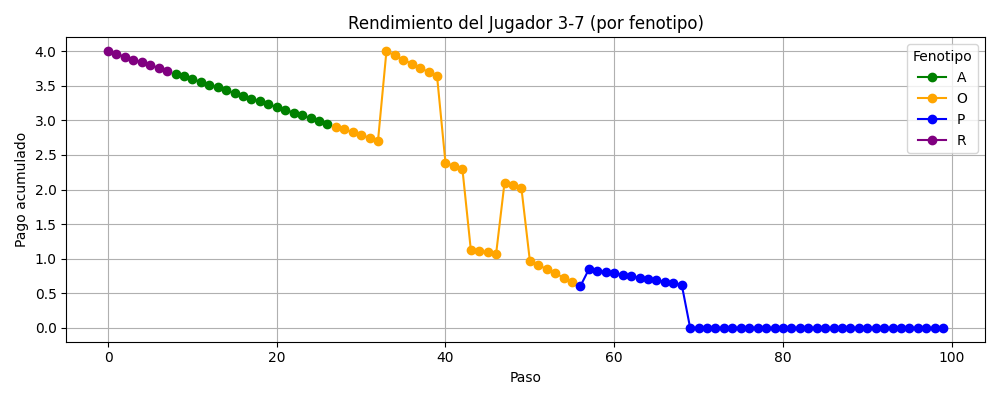 Rendimiento del Jugador 3-7 (por fenotipo)
Pago acumulado
4.0
3.5
3.0
2.5
2.0
1.5
1.0
0.5
0.0
0 20 40 60 80 100
Paso
Fenotipo
A
O
P
R